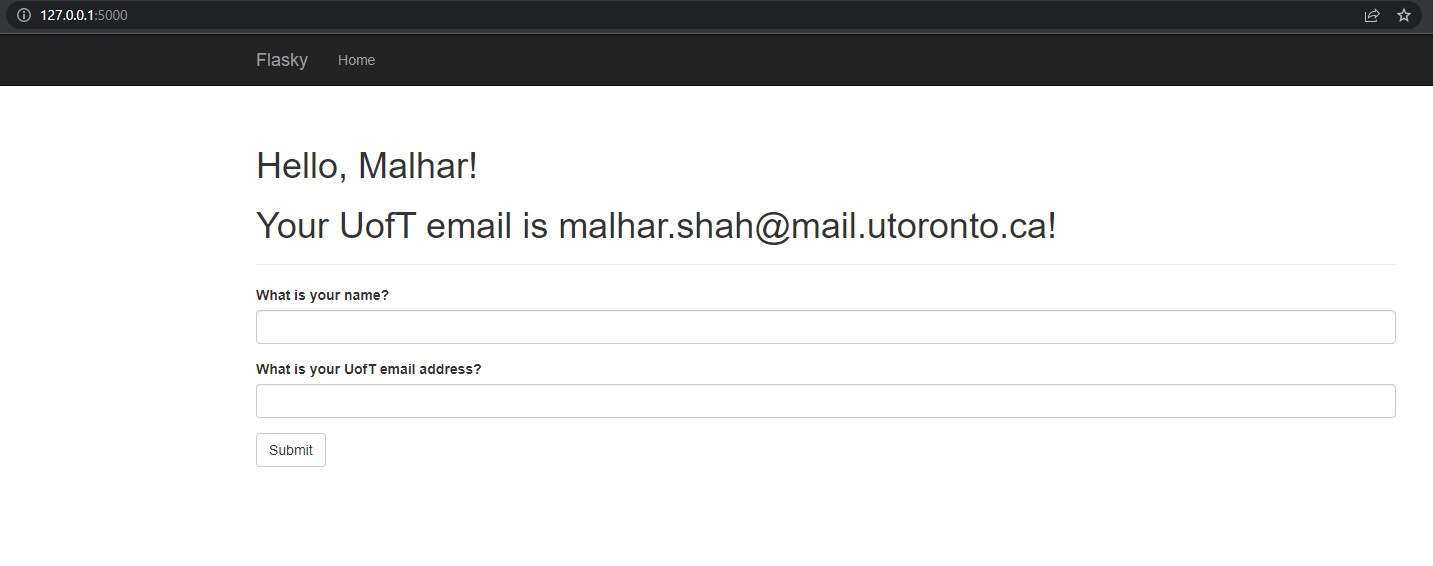 127.0.0.1:5000
Flasky Home
Hello, Malhar!
Your UofT email is malhar.shah@mail.utoronto.ca!
What is your name?
What is your UofT email address?
Submit